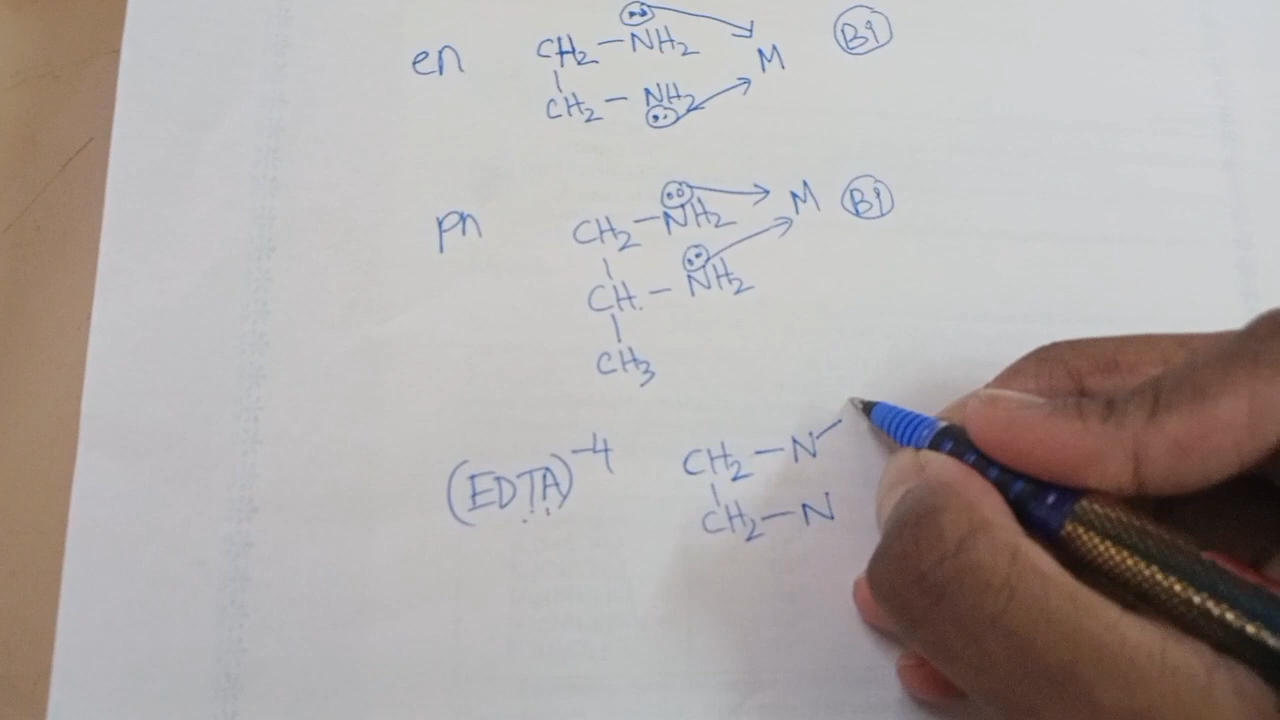 en CH₂ – NH₂ M Bi
CH₂ – NH₂
pn CH₂ – NH₂ M Bi
CH – NH₂
CH₃
(EDTA)⁻⁴ CH₂ – N
CH₂ – N